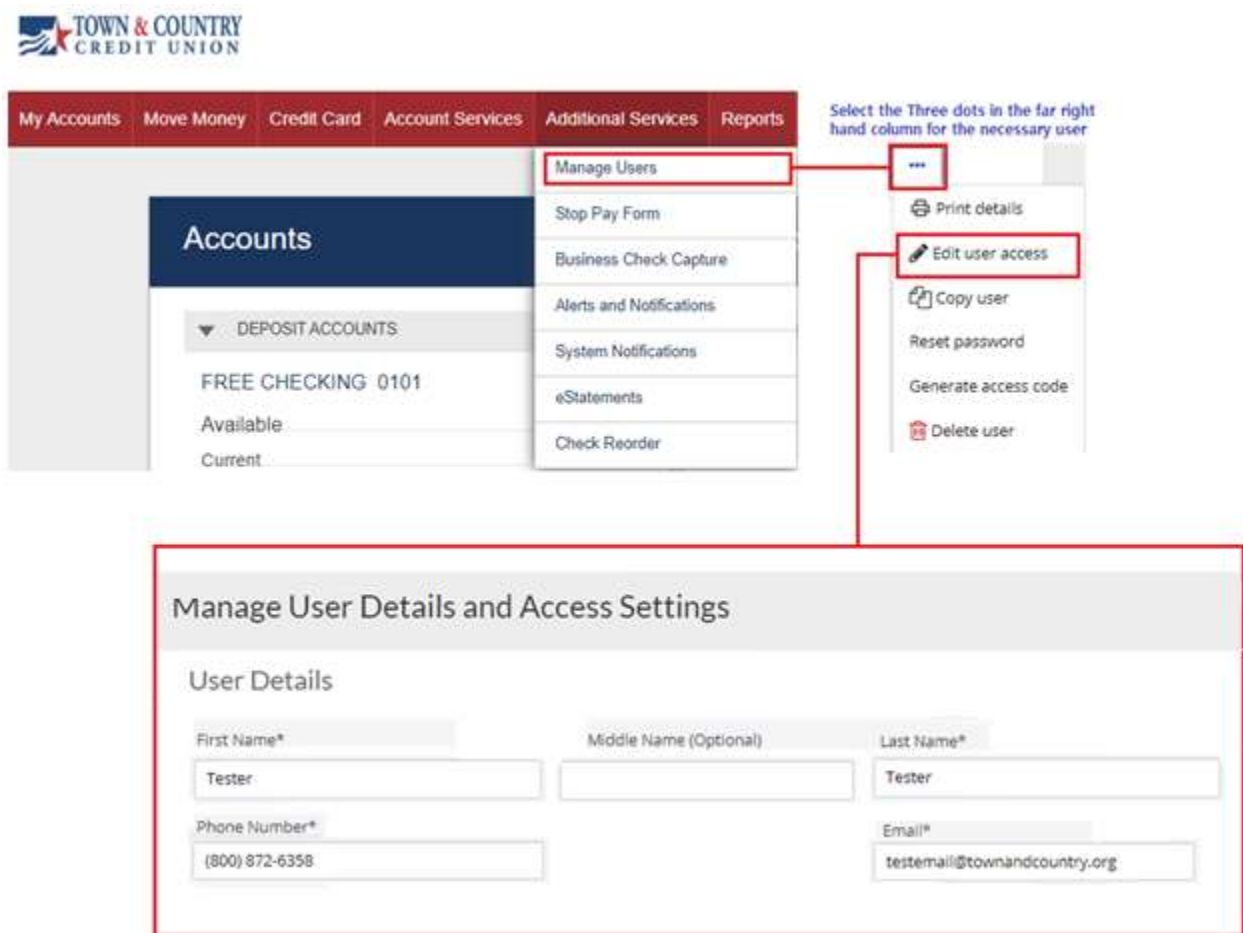 TOWN & COUNTRY
CREDIT UNION
My Accounts Move Money Credit Card Account Services Additional Services Reports
Select the Three dots in the far right
hand column for the necessary user
Manage Users
Stop Pay Form
Business Check Capture
Alerts and Notifications
System Notifications
eStatements
Check Reorder
•••
Print details
Edit user access
Copy user
Reset password
Generate access code
Delete user
Accounts
DEPOSIT ACCOUNTS
FREE CHECKING 0101
Available
Current
Manage User Details and Access Settings
User Details
First Name* Middle Name (Optional) Last Name*
Tester Tester
Phone Number* Email*
(800) 872-6358 testemail@townandcountry.org